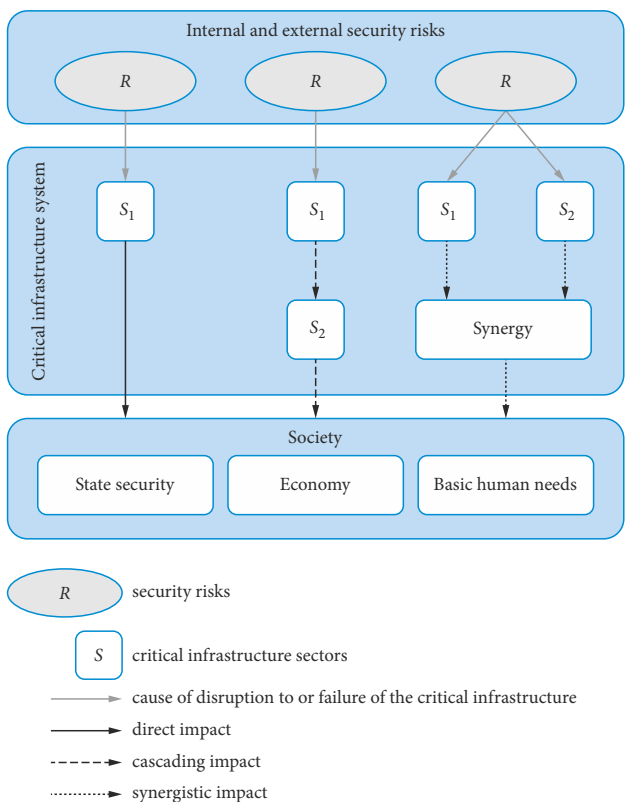 Internal and external security risks
R R R
Critical infrastructure system
S1 S1 S1 S2
S2 Synergy
Society
State security Economy Basic human needs
R security risks
S critical infrastructure sectors
cause of disruption to or failure of the critical infrastructure
direct impact
cascading impact
synergistic impact